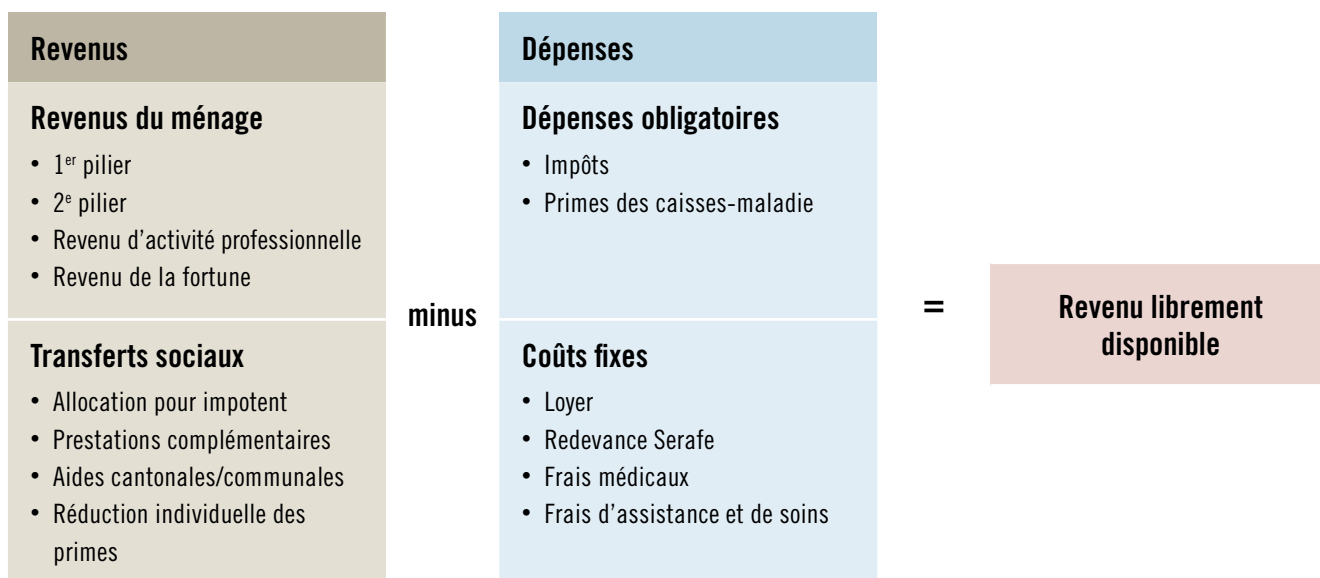 Revenus
Revenus du ménage
• 1er pilier
• 2e pilier
• Revenu d'activité professionnelle
• Revenu de la fortune
Transferts sociaux
• Allocation pour impotent
• Prestations complémentaires
• Aides cantonales/communales
• Réduction individuelle des
primes
minus
Dépenses
Dépenses obligatoires
• Impôts
• Primes des caisses-maladie
Coûts fixes
• Loyer
• Redevance Serafe
• Frais médicaux
• Frais d'assistance et de soins
=
Revenu librement
disponible